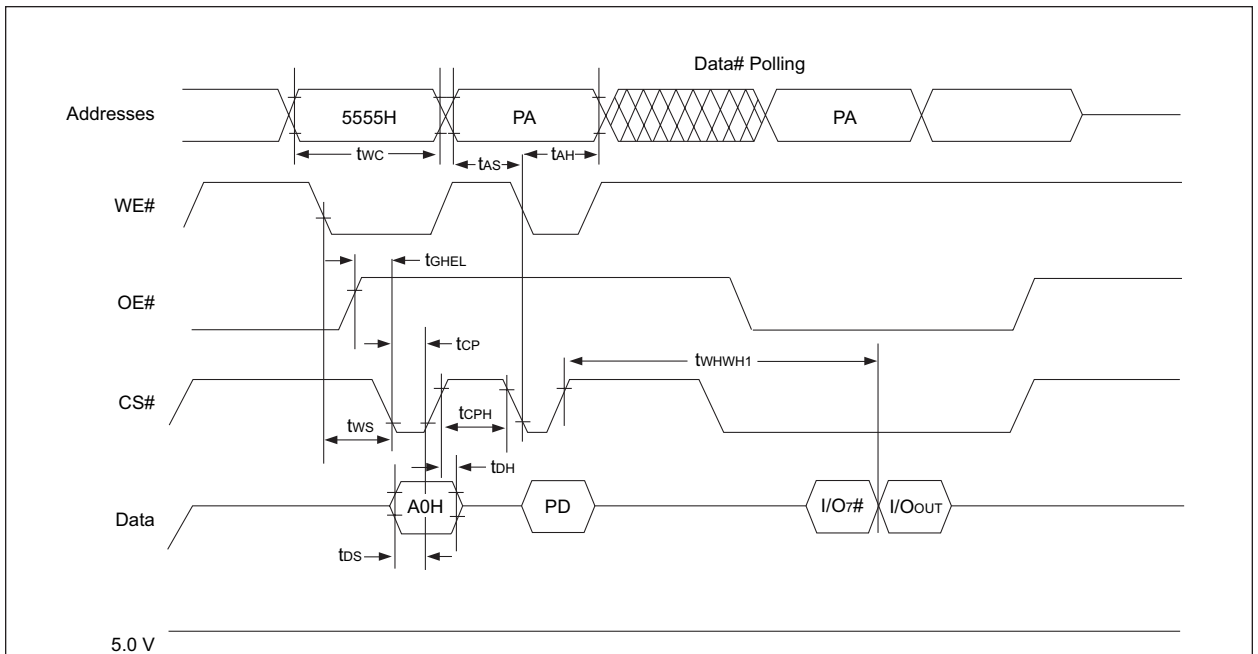 Data# Polling
Addresses
5555H
PA
PA
tWC
tAS
tAH
WE#
tGHEL
OE#
tCP
tWHWH1
CS#
tCPH
tWS
tDH
Data
A0H
PD
I/O7#
I/OOUT
tDS
5.0 V